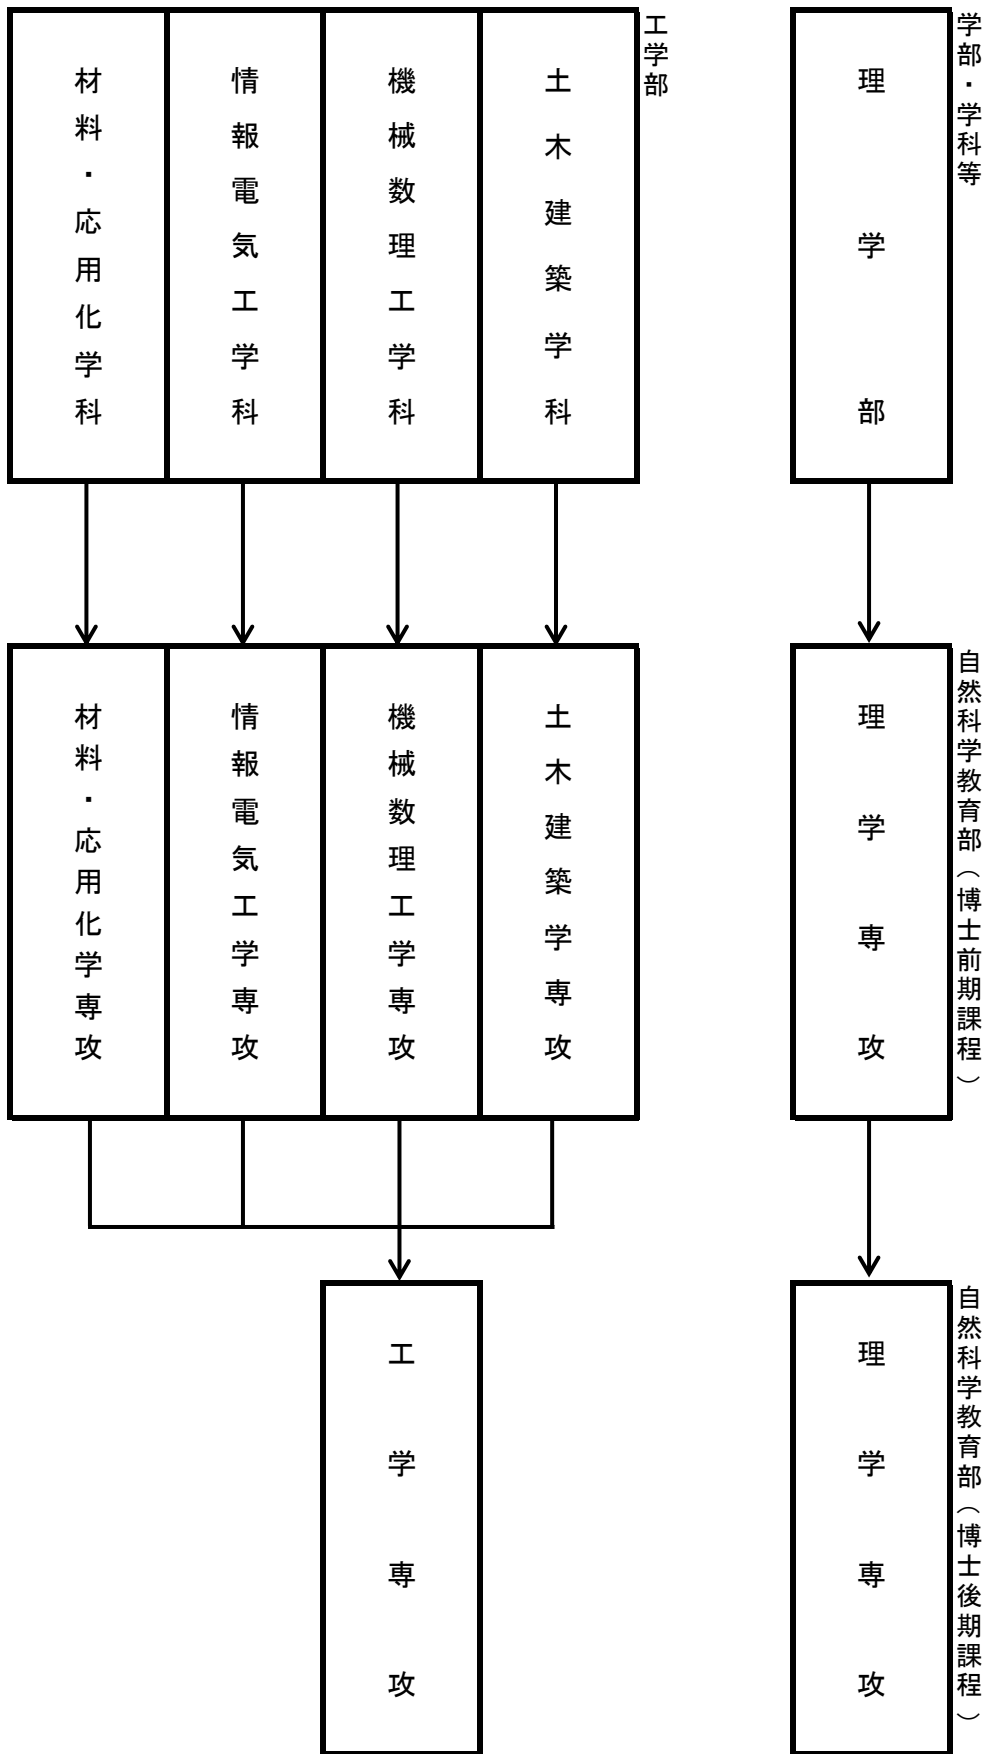 学部・学科等
理学部
工学部
土木建築学科
機械数理工学科
情報電気工学科
材料・応用化学科
自然科学教育部（博士前期課程）
理学専攻
土木建築学専攻
機械数理工学専攻
情報電気工学専攻
材料・応用化学専攻
自然科学教育部（博士後期課程）
理学専攻
工学専攻